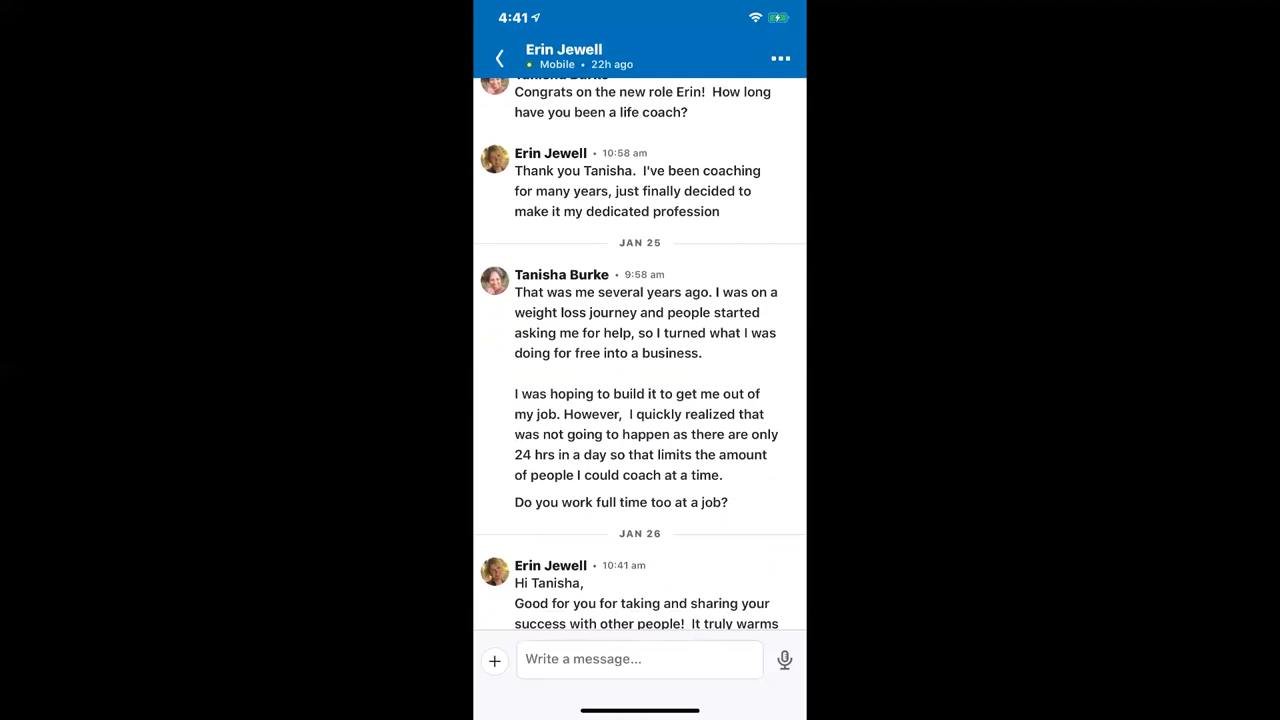 4:41
Erin Jewell
Mobile • 22h ago
Tanisha Burke
Congrats on the new role Erin!  How long
have you been a life coach?
Erin Jewell • 10:58 am
Thank you Tanisha.  I've been coaching
for many years, just finally decided to
make it my dedicated profession
JAN 25
Tanisha Burke • 9:58 am
That was me several years ago. I was on a
weight loss journey and people started
asking me for help, so I turned what I was
doing for free into a business.
I was hoping to build it to get me out of
my job. However,  I quickly realized that
was not going to happen as there are only
24 hrs in a day so that limits the amount
of people I could coach at a time.
Do you work full time too at a job?
JAN 26
Erin Jewell • 10:41 am
Hi Tanisha,
Good for you for taking and sharing your
success with other people!  It truly warms
Write a message...